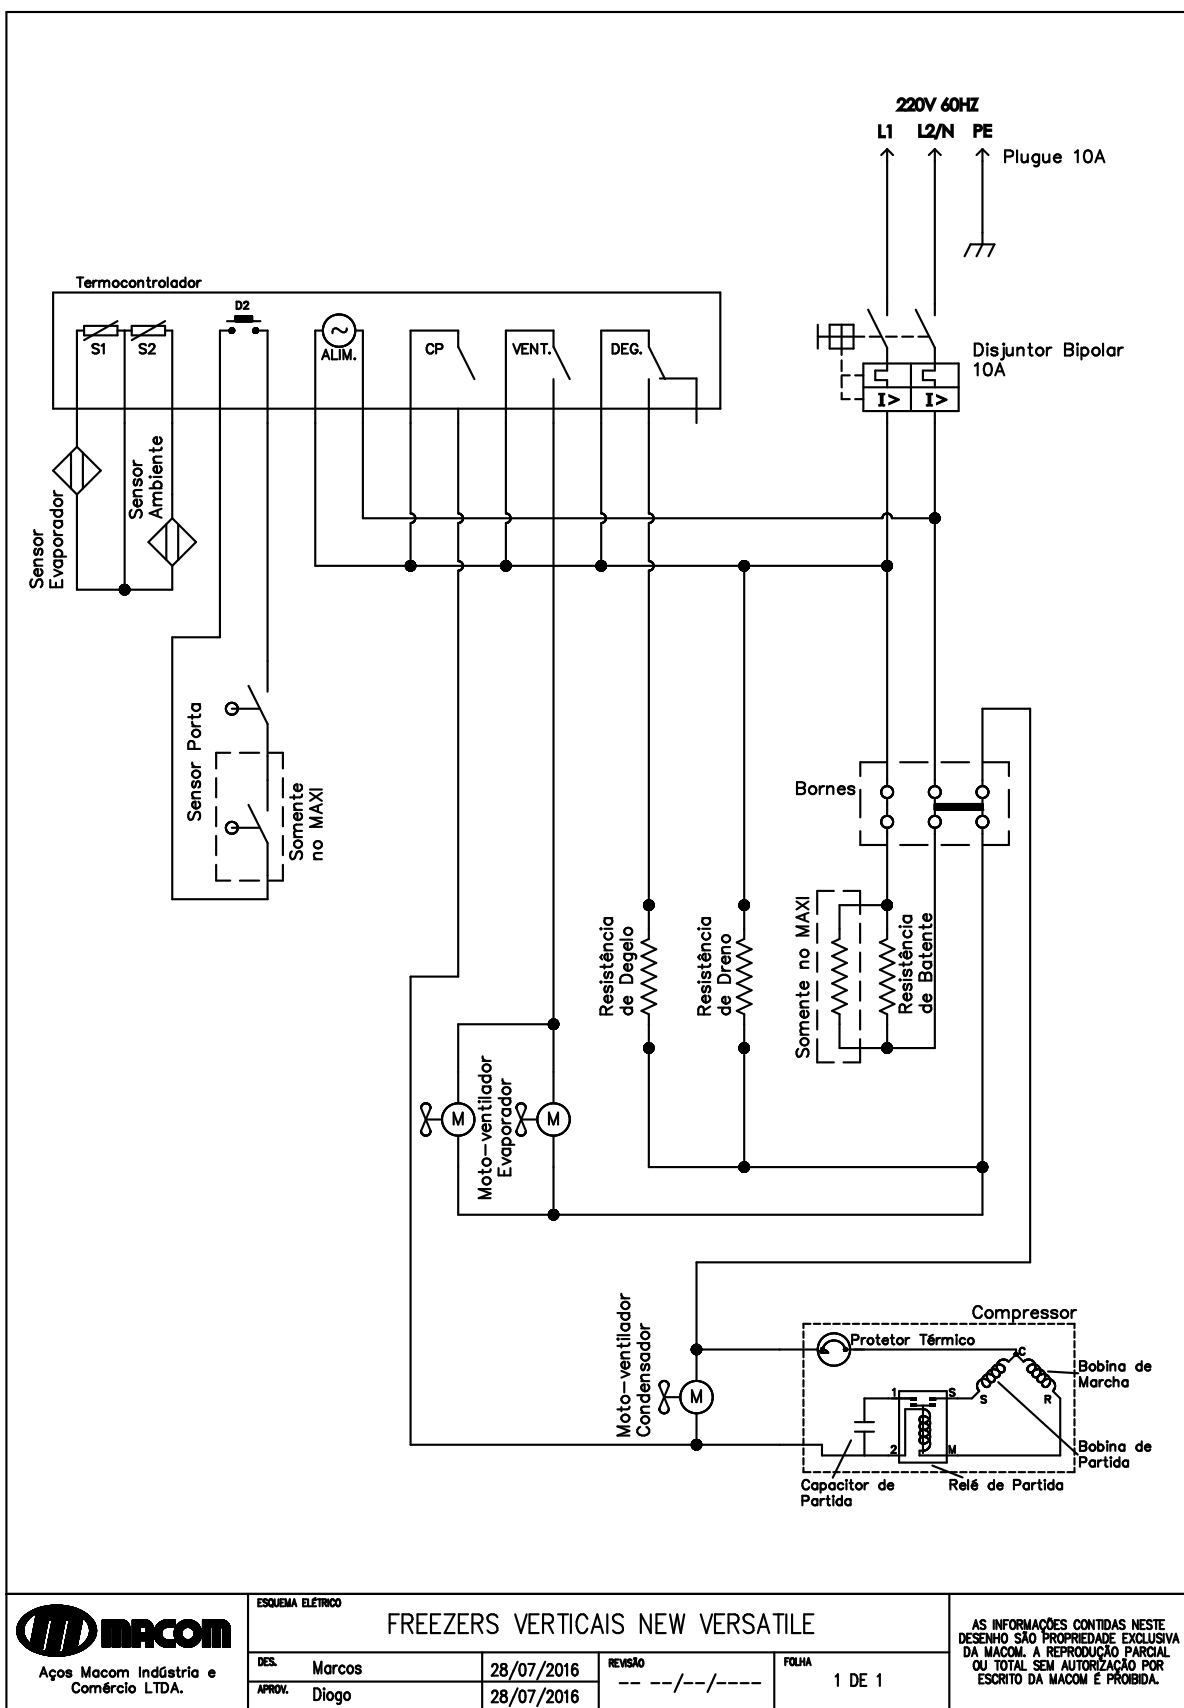 220V 60HZ
L1 L2/N PE
Plugue 10A
Termocontrolador
D2
S1 S2
ALIM.
CP
VENT.
DEG.
Disjuntor Bipolar
10A
I> I>
Sensor
Evaporador
Sensor
Ambiente
Sensor Porta
Somente
no MAXI
Bornes
Resistência
de Degelo
Resistência
de Dreno
Somente no MAXI
Resistência
de Batente
M
M
Moto-ventilador
Evaporador
Moto-ventilador
Condensador
M
Compressor
Protetor Térmico
C
S
R
Bobina de
Marcha
1
S
2
M
Bobina de
Partida
Capacitor de
Partida
Relé de Partida
MACOM
Aços Macom Indústria e
Comércio LTDA.
ESQUEMA ELÉTRICO
FREEZERS VERTICAIS NEW VERSATILE
DES. Marcos 28/07/2016
APROV. Diogo 28/07/2016
REVISÃO
-- --/--/----
FOLHA
1 DE 1
AS INFORMAÇÕES CONTIDAS NESTE
DESENHO SÃO PROPRIEDADE EXCLUSIVA
DA MACOM. A REPRODUÇÃO PARCIAL
OU TOTAL SEM AUTORIZAÇÃO POR
ESCRITO DA MACOM É PROIBIDA.